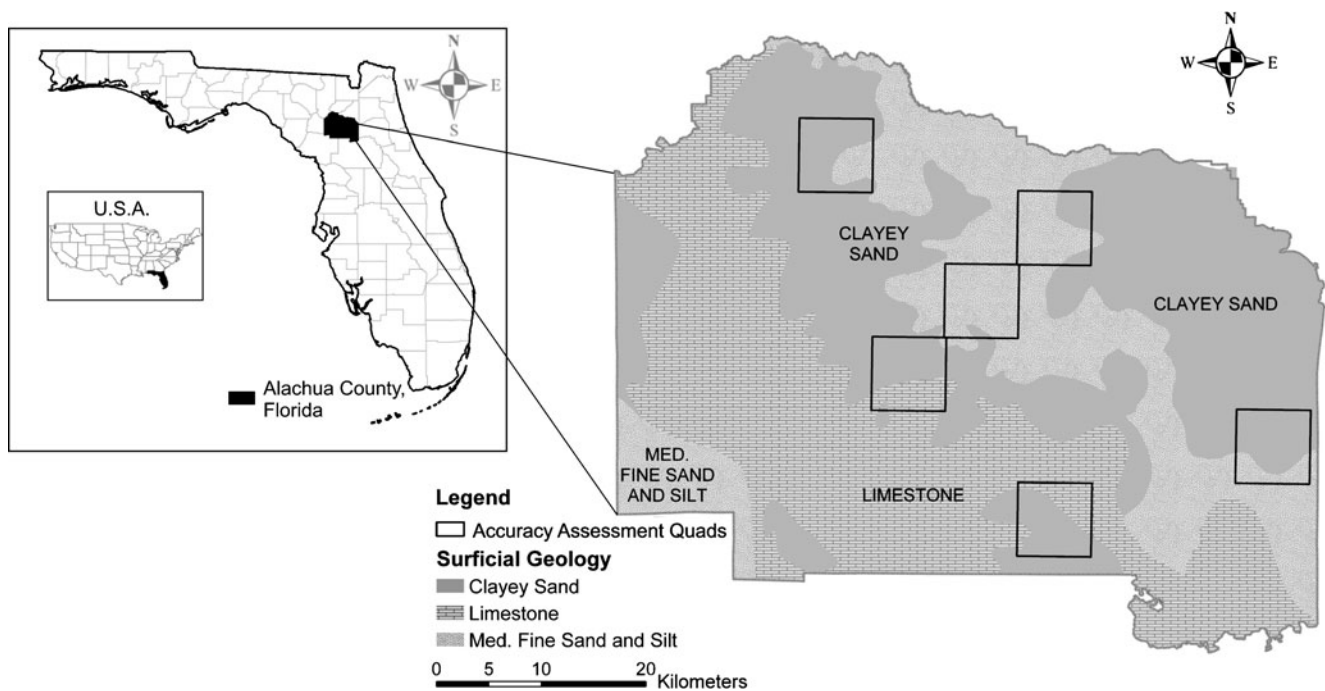 N
W E
S
U.S.A.
Alachua County,
Florida
N
W E
S
CLAYEY
SAND
CLAYEY SAND
MED.
FINE SAND
AND SILT
LIMESTONE
Legend
Accuracy Assessment Quads
Surficial Geology
Clayey Sand
Limestone
Med. Fine Sand and Silt
0 5 10 20
Kilometers